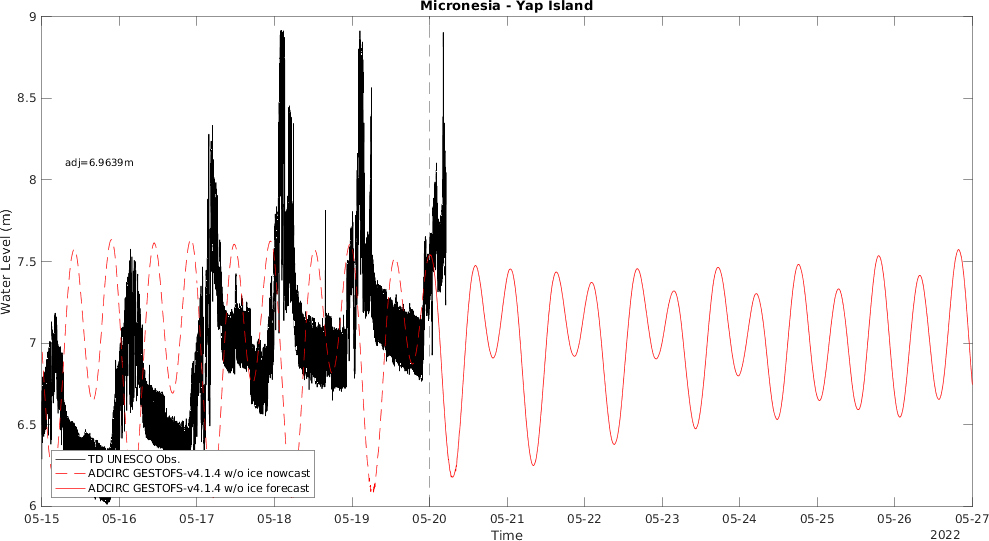 Micronesia - Yap Island
9
8.5
adj=6.9639m
8
7.5
Water Level (m)
7
6.5
TD UNESCO Obs.
ADCIRC GESTOFS-v4.1.4 w/o ice nowcast
ADCIRC GESTOFS-v4.1.4 w/o ice forecast
6
05-15 05-16 05-17 05-18 05-19 05-20 05-21 05-22 05-23 05-24 05-25 05-26 05-27
Time
2022